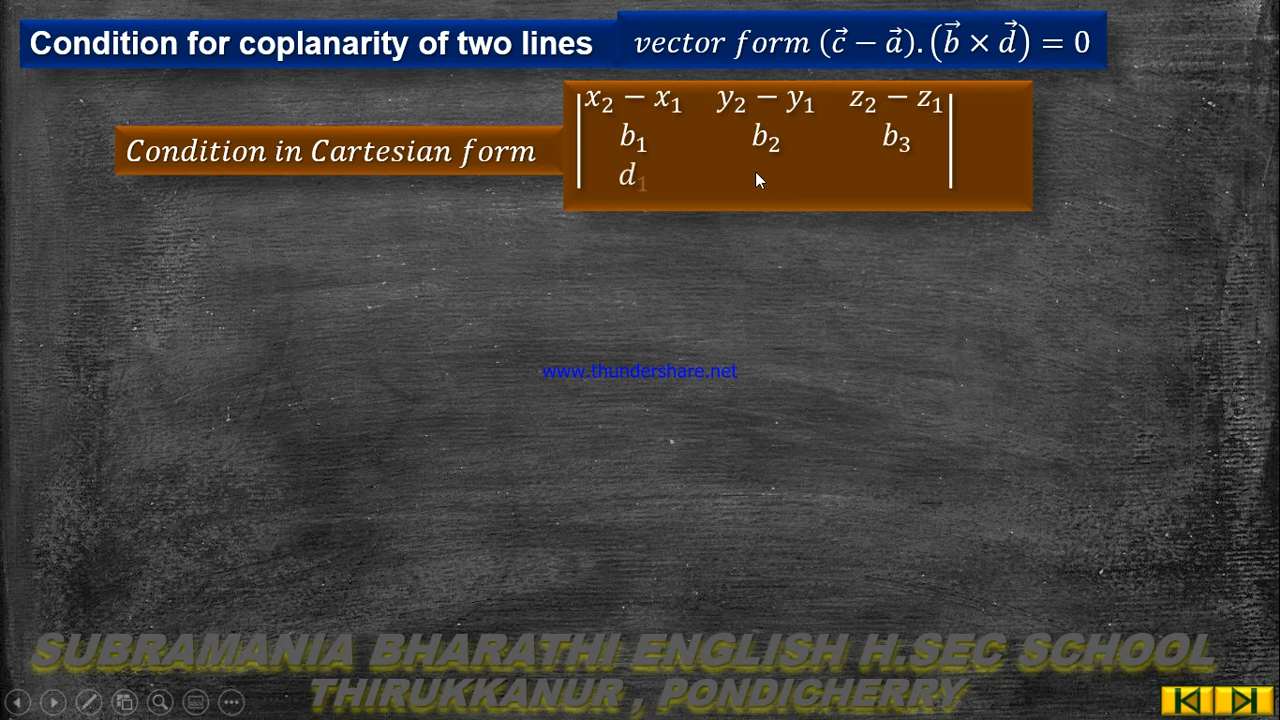 Condition for coplanarity of two lines vector form (c⃗ − a⃗).(b⃗ × d⃗) = 0
x₂ − x₁ y₂ − y₁ z₂ − z₁
Condition in Cartesian form b₁ b₂ b₃
d₁
www.thundershare.net
SUBRAMANIA BHARATHI ENGLISH H.SEC SCHOOL
THIRUKKANUR , PONDICHERRY